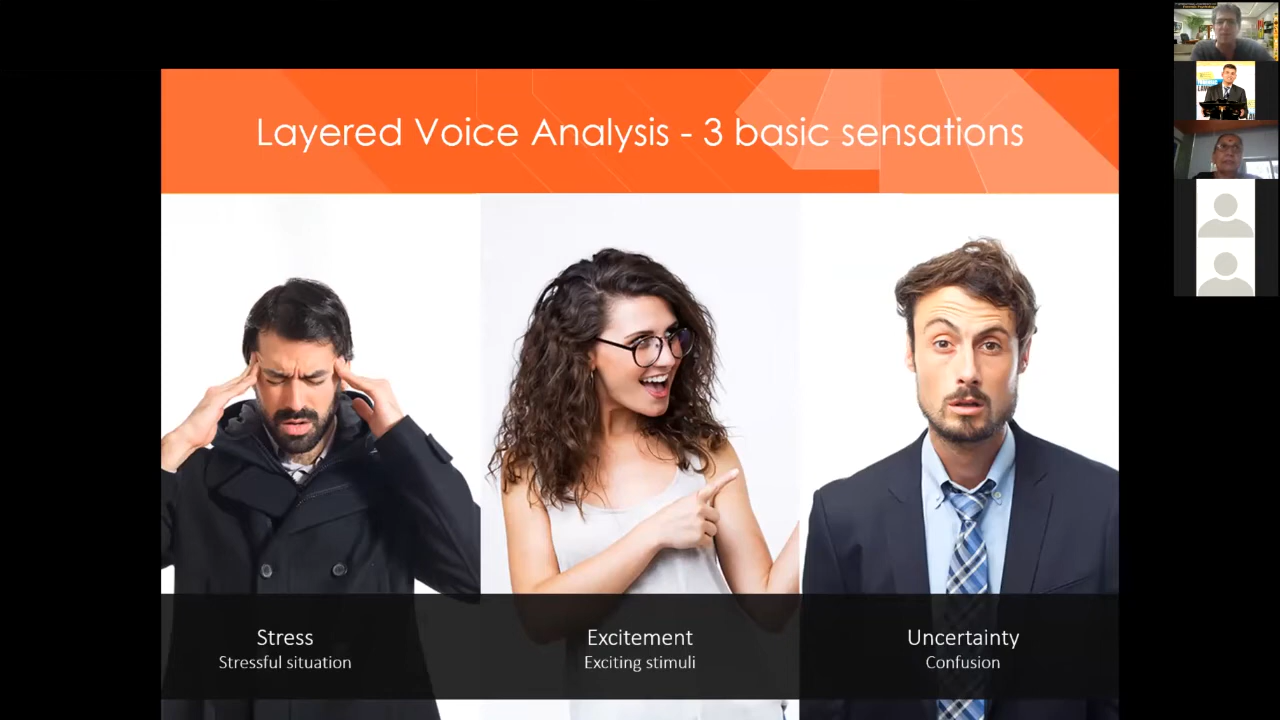 Layered Voice Analysis - 3 basic sensations
Stress
Stressful situation
Excitement
Exciting stimuli
Uncertainty
Confusion